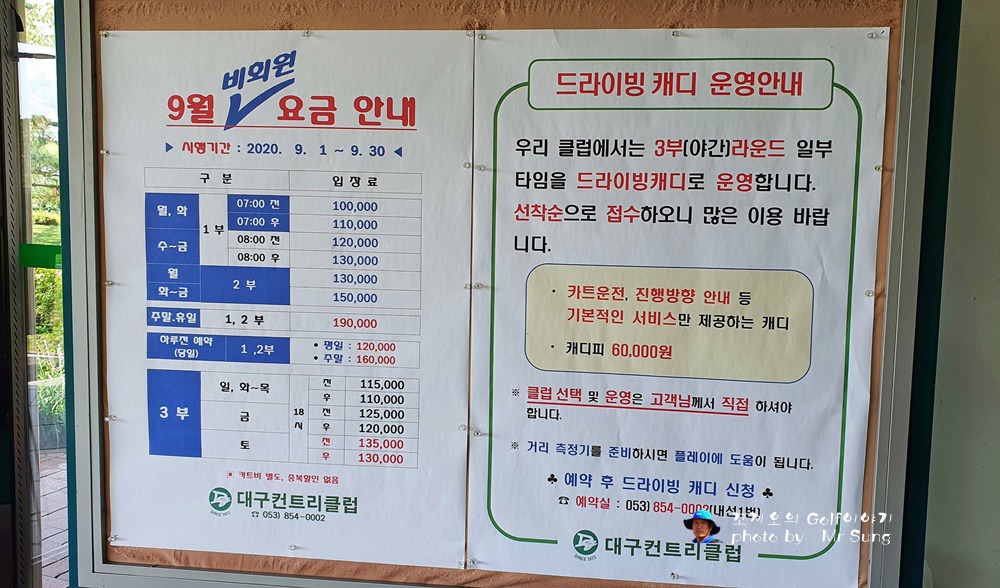 비회원
9월 요금 안내
▶ 시행기간 : 2020. 9. 1 ~ 9. 30 ◀
구 분 입 장 료
월, 화 1 부 07:00 전 100,000
07:00 후 110,000
수~금 08:00 전 120,000
08:00 후 130,000
월 2 부 130,000
화~금 150,000
주말.휴일 1, 2 부 190,000
하루전 예약 (당일) 1 ,2부 • 평일 : 120,000
• 주말 : 160,000
3 부 일, 화~목 18시 전 115,000
후 110,000
금 전 125,000
후 120,000
토 전 135,000
후 130,000
▣ 카트비 별도, 중복할인 없음
SINCE 1972 대구컨트리클럽
☎ 053) 854-0002
드라이빙 캐디 운영안내
우리 클럽에서는 3부(야간)라운드 일부
타임을 드라이빙캐디로 운영합니다.
선착순으로 접수하오니 많은 이용 바랍
니다.
· 카트운전, 진행방향 안내 등
기본적인 서비스만 제공하는 캐디
· 캐디피 60,000원
※ 클럽 선택 및 운영은 고객님께서 직접 하셔야
합니다.
※ 거리 측정기를 준비하시면 플레이에 도움이 됩니다.
♣ 예약 후 드라이빙 캐디 신청 ♣
☎ 예약실 : 053) 854-0002(내선1번)
SINCE 1972 대구컨트리클럽
조게오의 Golf이야기
photo by Mr Sung